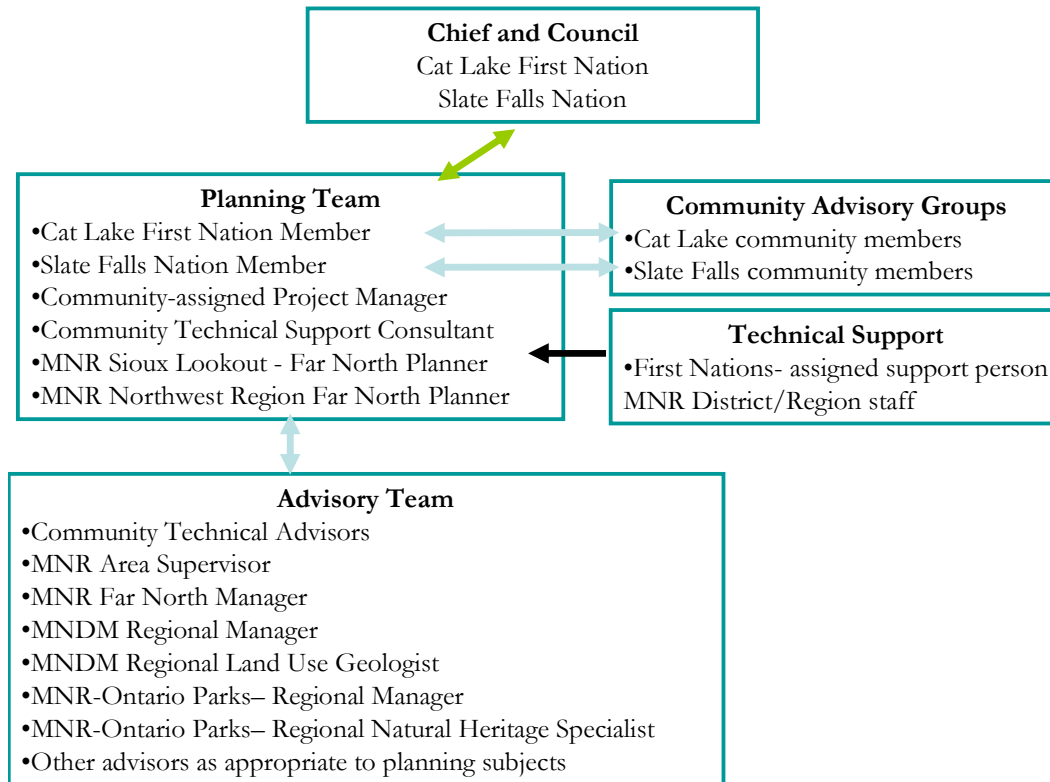 Chief and Council
Cat Lake First Nation
Slate Falls Nation
Planning Team
•Cat Lake First Nation Member
•Slate Falls Nation Member
•Community-assigned Project Manager
•Community Technical Support Consultant
•MNR Sioux Lookout - Far North Planner
•MNR Northwest Region Far North Planner
Community Advisory Groups
•Cat Lake community members
•Slate Falls community members
Technical Support
•First Nations- assigned support person
MNR District/Region staff
Advisory Team
•Community Technical Advisors
•MNR Area Supervisor
•MNR Far North Manager
•MNDM Regional Manager
•MNDM Regional Land Use Geologist
•MNR-Ontario Parks– Regional Manager
•MNR-Ontario Parks– Regional Natural Heritage Specialist
•Other advisors as appropriate to planning subjects